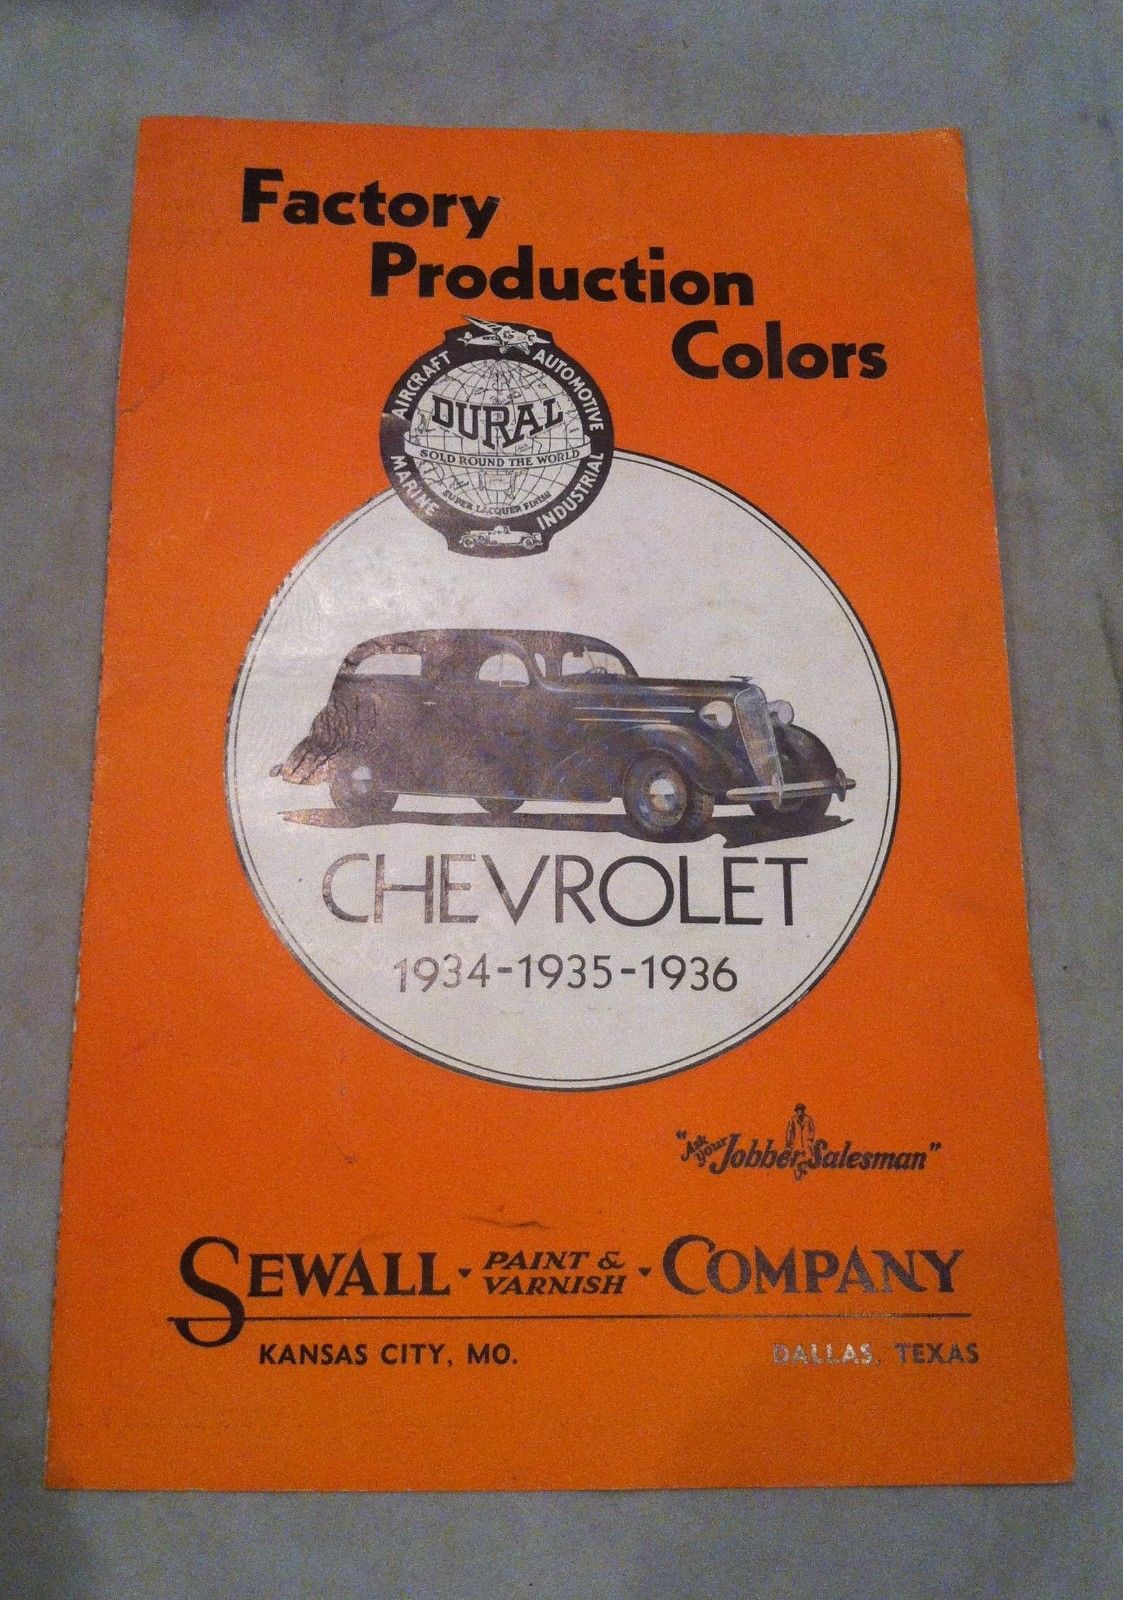 Factory
Production
Colors
AIRCRAFT AUTOMOTIVE
DURAL
SOLD ROUND THE WORLD
SUPER LACQUER FINISH
MARINE INDUSTRIAL
CHEVROLET
1934-1935-1936
"Ask your Jobber Salesman"
SEWALL PAINT & VARNISH COMPANY
KANSAS CITY, MO. DALLAS, TEXAS